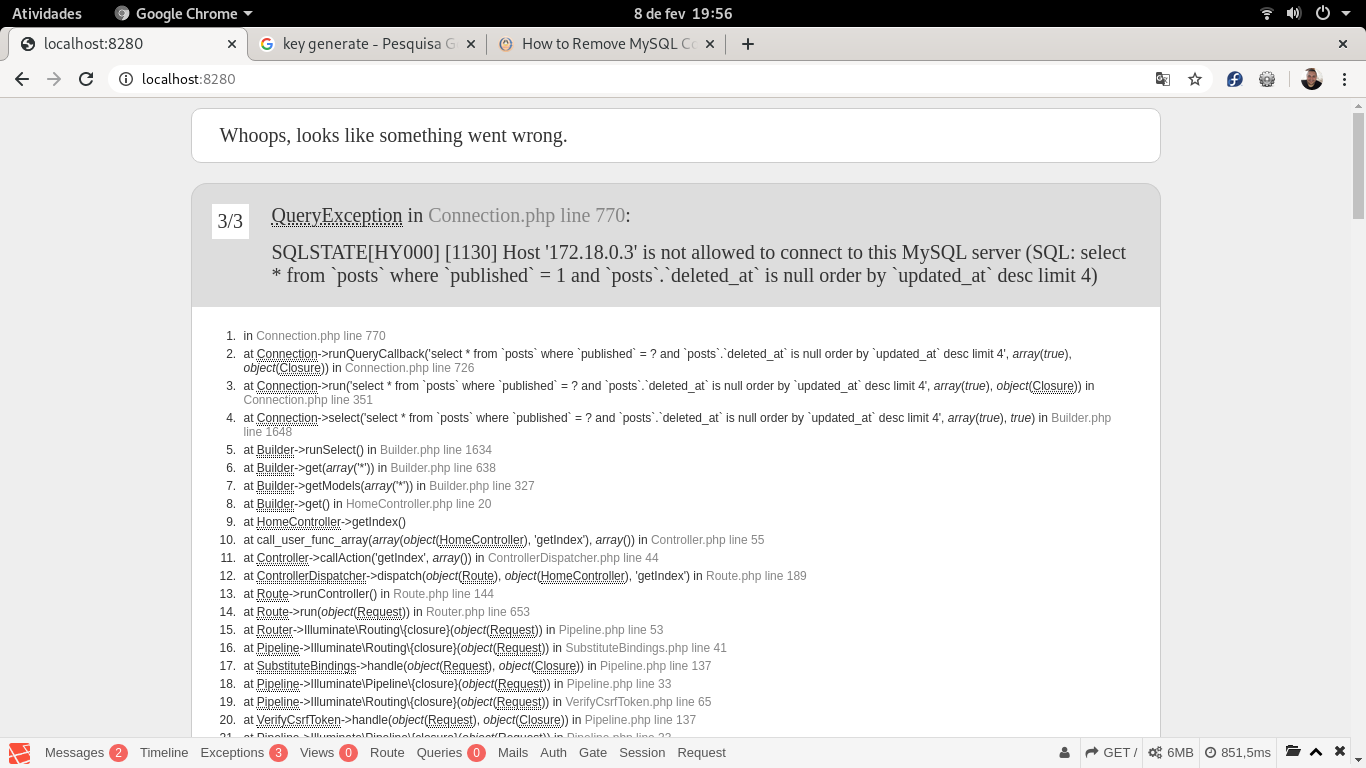 Atividades Google Chrome 8 de fev 19:56
localhost:8280 key generate - Pesquisa G How to Remove MySQL Co
localhost:8280
Whoops, looks like something went wrong.
3/3 QueryException in Connection.php line 770:
SQLSTATE[HY000] [1130] Host '172.18.0.3' is not allowed to connect to this MySQL server (SQL: select
* from `posts` where `published` = 1 and `posts`.`deleted_at` is null order by `updated_at` desc limit 4)
1. in Connection.php line 770
2. at Connection->runQueryCallback('select * from `posts` where `published` = ? and `posts`.`deleted_at` is null order by `updated_at` desc limit 4', array(true),
object(Closure)) in Connection.php line 726
3. at Connection->run('select * from `posts` where `published` = ? and `posts`.`deleted_at` is null order by `updated_at` desc limit 4', array(true), object(Closure)) in
Connection.php line 351
4. at Connection->select('select * from `posts` where `published` = ? and `posts`.`deleted_at` is null order by `updated_at` desc limit 4', array(true), true) in Builder.php
line 1648
5. at Builder->runSelect() in Builder.php line 1634
6. at Builder->get(array('*')) in Builder.php line 638
7. at Builder->getModels(array('*')) in Builder.php line 327
8. at Builder->get() in HomeController.php line 20
9. at HomeController->getIndex()
10. at call_user_func_array(array(object(HomeController), 'getIndex'), array()) in Controller.php line 55
11. at Controller->callAction('getIndex', array()) in ControllerDispatcher.php line 44
12. at ControllerDispatcher->dispatch(object(Route), object(HomeController), 'getIndex') in Route.php line 189
13. at Route->runController() in Route.php line 144
14. at Route->run(object(Request)) in Router.php line 653
15. at Router->Illuminate\Routing\{closure}(object(Request)) in Pipeline.php line 53
16. at Pipeline->Illuminate\Routing\{closure}(object(Request)) in SubstituteBindings.php line 41
17. at SubstituteBindings->handle(object(Request), object(Closure)) in Pipeline.php line 137
18. at Pipeline->Illuminate\Pipeline\{closure}(object(Request)) in Pipeline.php line 33
19. at Pipeline->Illuminate\Routing\{closure}(object(Request)) in VerifyCsrfToken.php line 65
20. at VerifyCsrfToken->handle(object(Request), object(Closure)) in Pipeline.php line 137
21. at Pipeline->Illuminate\Pipeline\{closure}(object(Request)) in Pipeline.php line 33
Messages 2 Timeline Exceptions 3 Views 0 Route Queries 0 Mails Auth Gate Session Request GET / 6MB 851,5ms